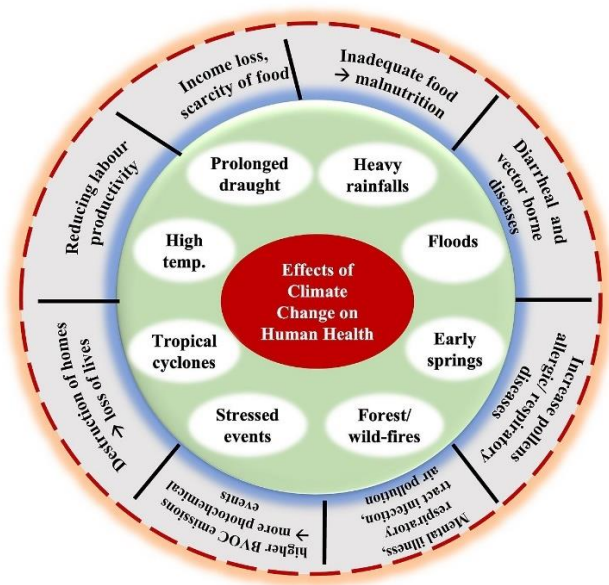 Income loss,
scarcity of food
Inadequate food
→ malnutrition
Diarrheal and
vector borne
diseases
Increase pollens
allergic/ respiratory
diseases
Mental illness,
respiratory
tract infection,
air pollution
higher BVOC emissions
→ more photochemical
events
Destruction of homes
→ loss of lives
Reducing labour
productivity
Prolonged
draught
Heavy
rainfalls
Floods
Early
springs
Forest/
wild-fires
Stressed
events
Tropical
cyclones
High
temp.
Effects of
Climate
Change on
Human Health